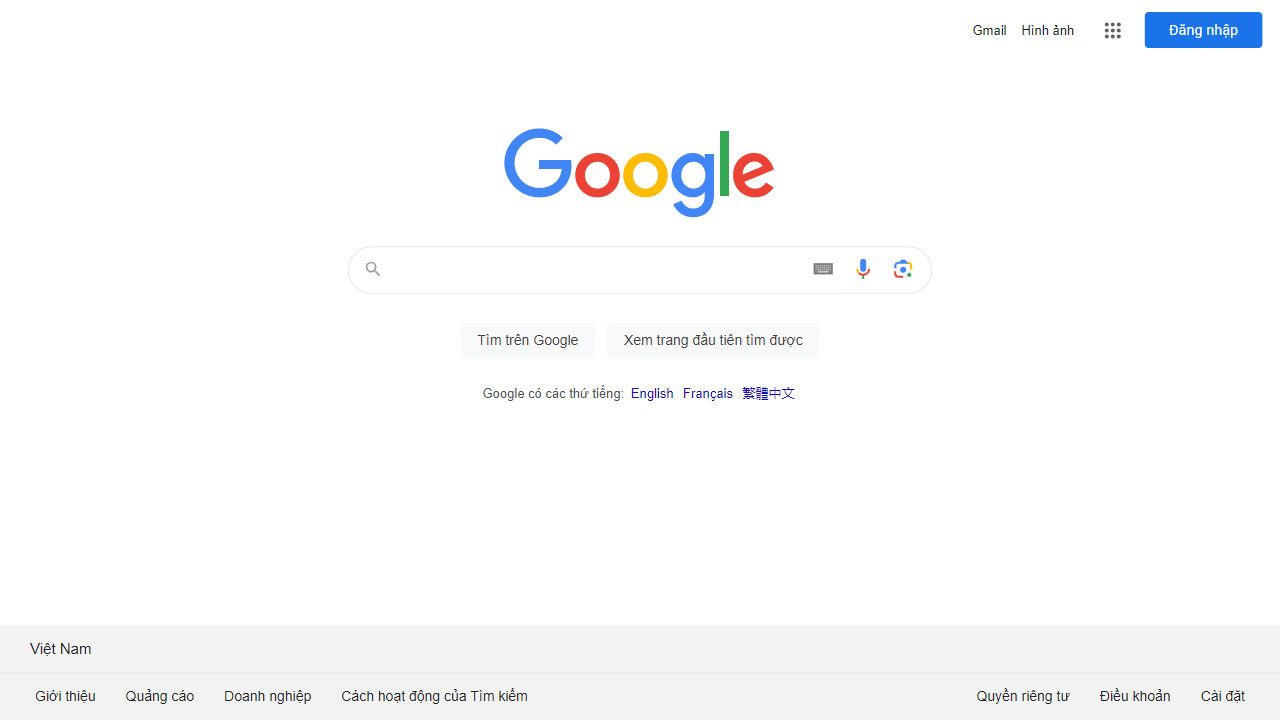 Gmail Hình ảnh Đăng nhập
Google
Tìm trên Google Xem trang đầu tiên tìm được
Google có các thứ tiếng: English Français 繁體中文
Việt Nam
Giới thiệu Quảng cáo Doanh nghiệp Cách hoạt động của Tìm kiếm Quyền riêng tư Điều khoản Cài đặt